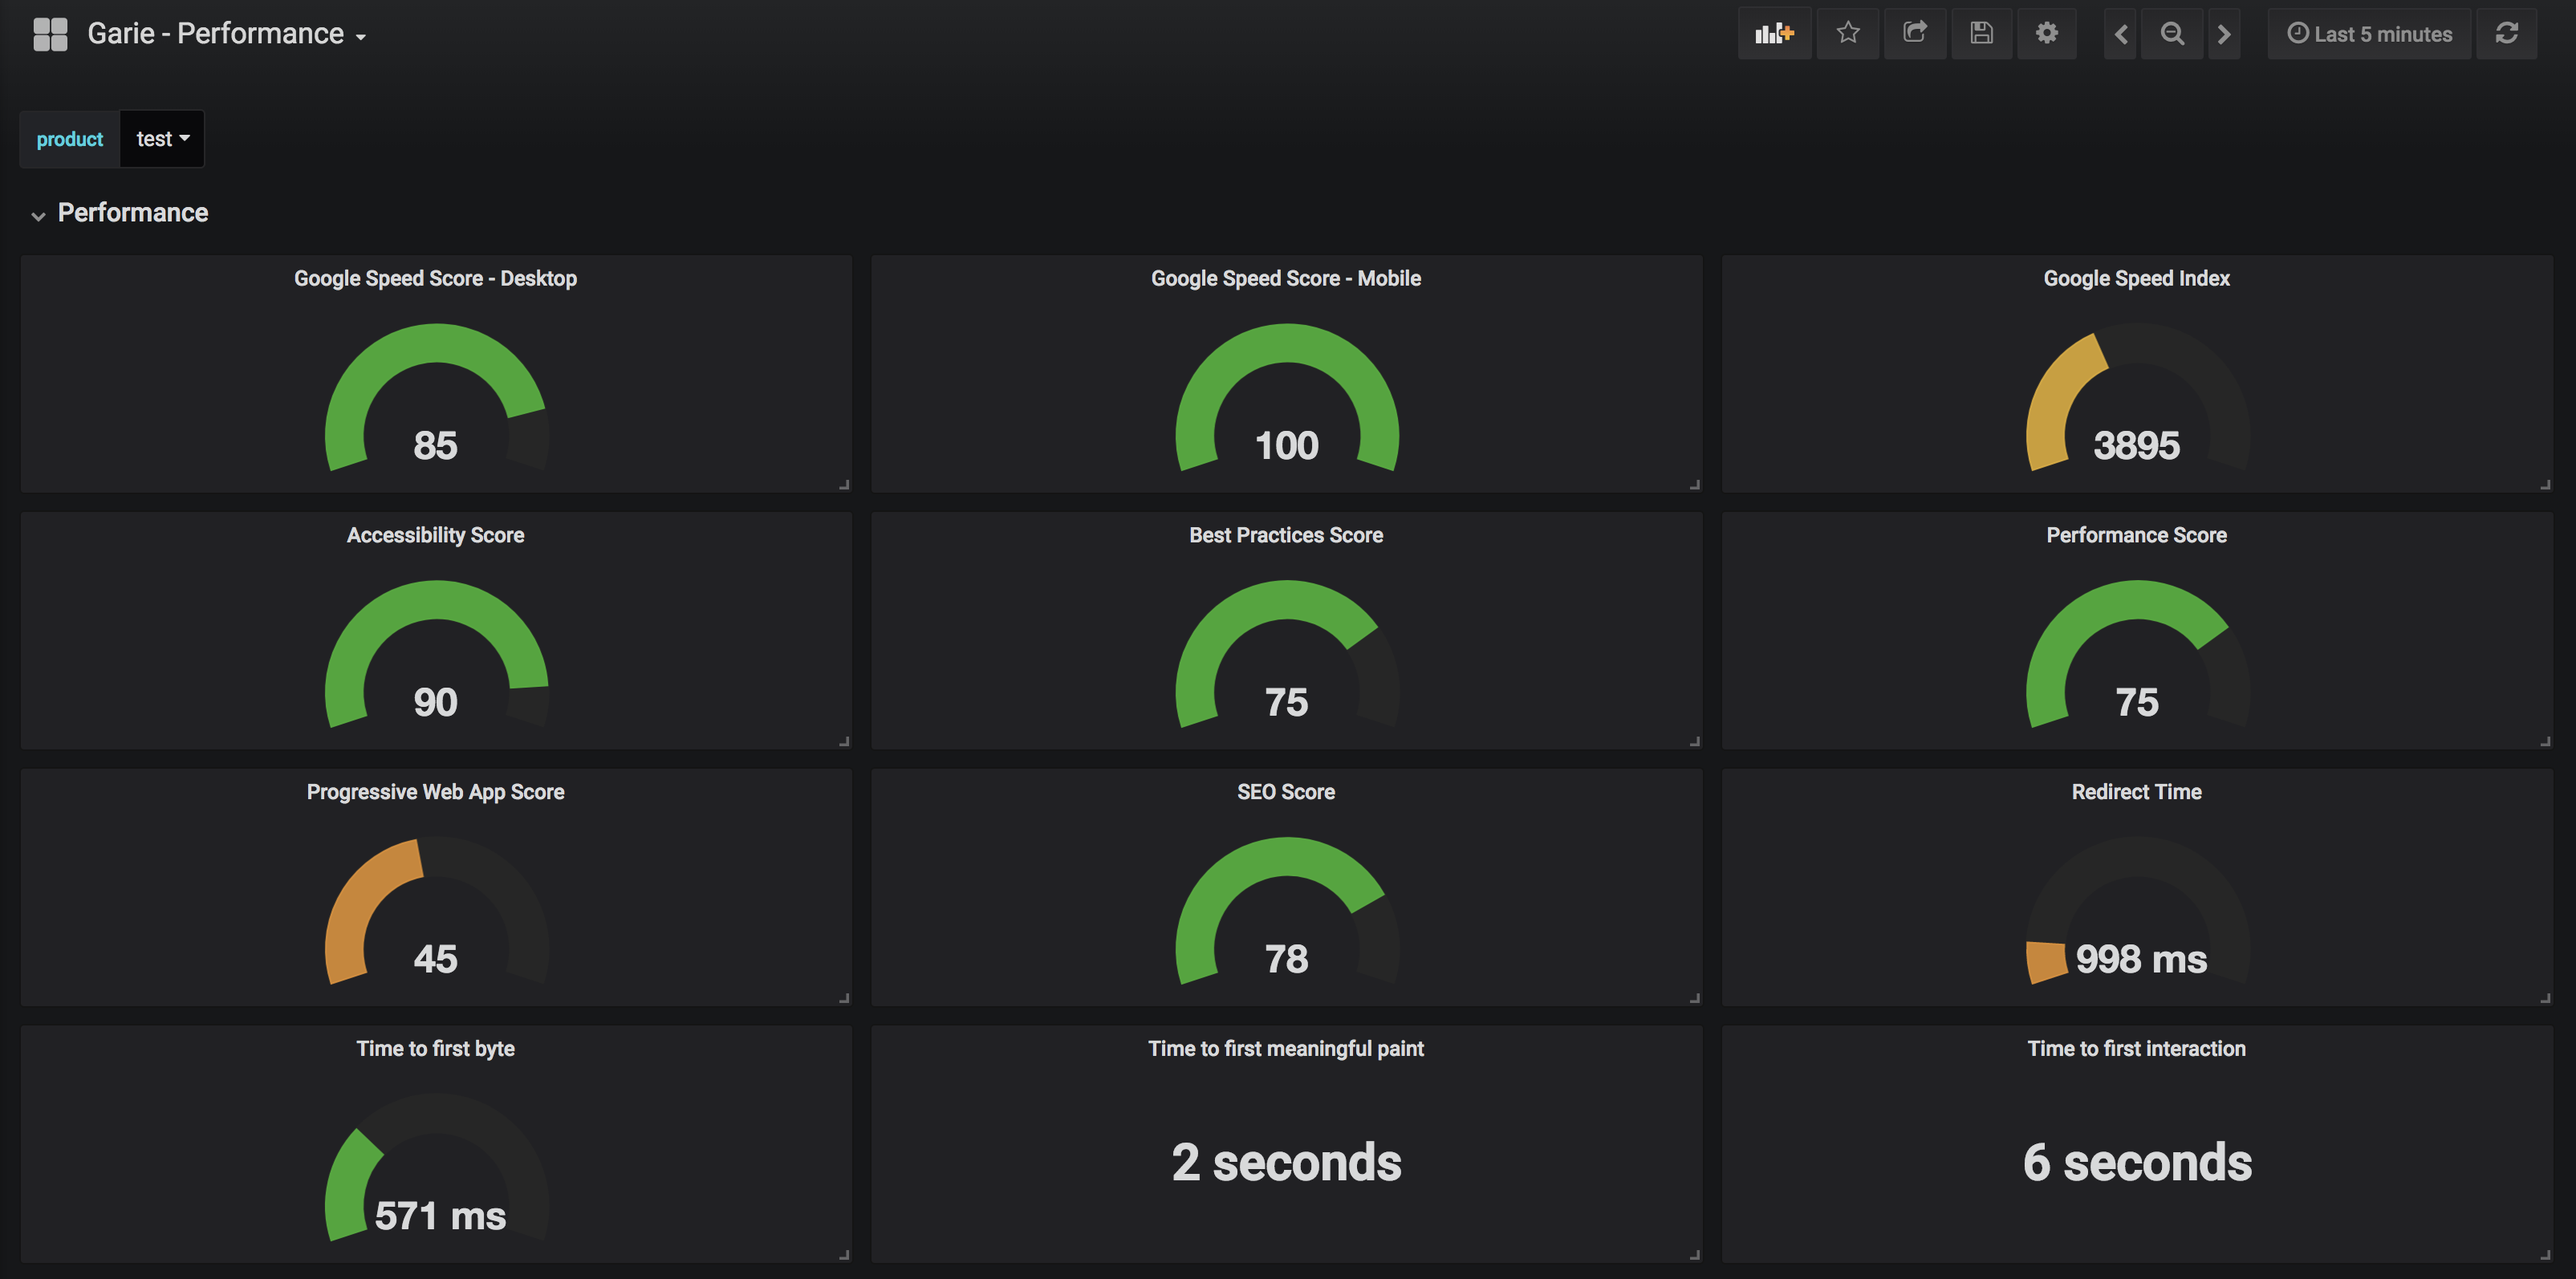 Garie - Performance
Last 5 minutes
product test
Performance
Google Speed Score - Desktop
85
Google Speed Score - Mobile
100
Google Speed Index
3895
Accessibility Score
90
Best Practices Score
75
Performance Score
75
Progressive Web App Score
45
SEO Score
78
Redirect Time
998 ms
Time to first byte
571 ms
Time to first meaningful paint
2 seconds
Time to first interaction
6 seconds